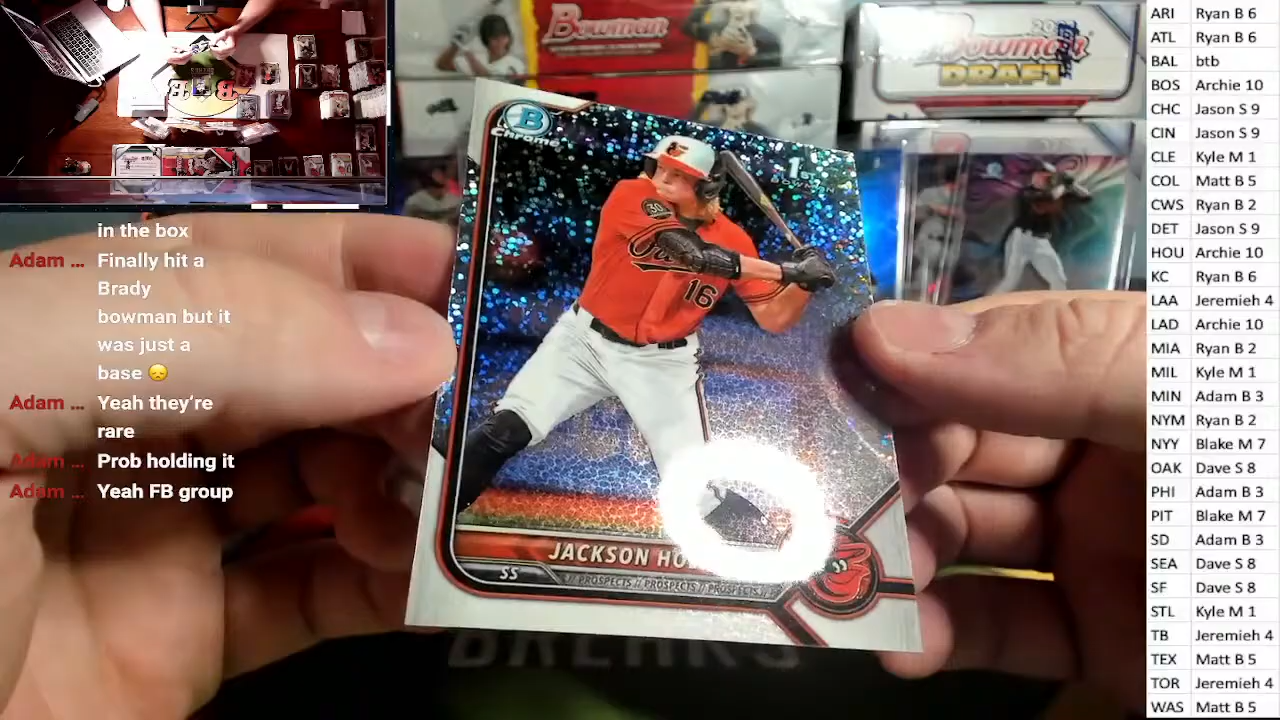 in the box
Adam ... Finally hit a
Brady
bowman but it
was just a
base 😞
Adam ... Yeah they're
rare
Adam ... Prob holding it
Adam ... Yeah FB group
Bowman
Bowman
DRAFT
B
Chrome
1st
Bowman
16
JACKSON
SS
// PROSPECTS // PROSPECTS // PROSPECTS //
BREAKS
ARI Ryan B 6
ATL Ryan B 6
BAL btb
BOS Archie 10
CHC Jason S 9
CIN Jason S 9
CLE Kyle M 1
COL Matt B 5
CWS Ryan B 2
DET Jason S 9
HOU Archie 10
KC Ryan B 6
LAA Jeremieh 4
LAD Archie 10
MIA Ryan B 2
MIL Kyle M 1
MIN Adam B 3
NYM Ryan B 2
NYY Blake M 7
OAK Dave S 8
PHI Adam B 3
PIT Blake M 7
SD Adam B 3
SEA Dave S 8
SF Dave S 8
STL Kyle M 1
TB Jeremieh 4
TEX Matt B 5
TOR Jeremieh 4
WAS Matt B 5